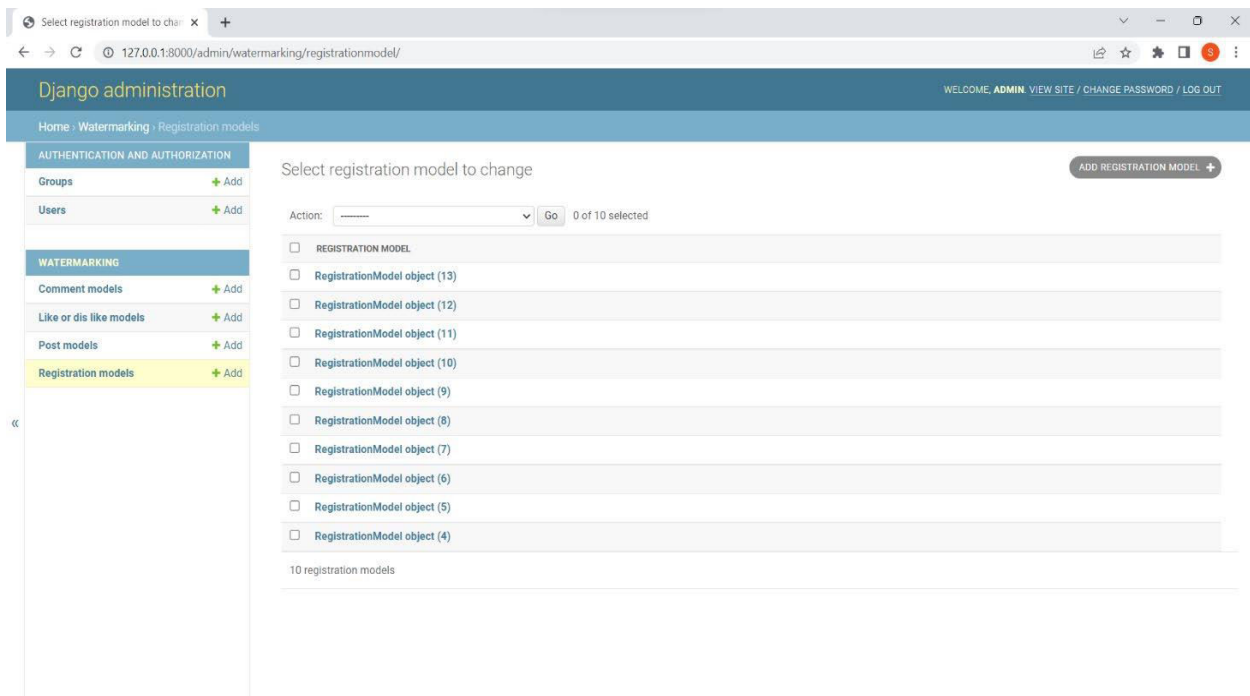 Select registration model to chan
127.0.0.1:8000/admin/watermarking/registrationmodel/
S
Django administration
WELCOME, ADMIN. VIEW SITE / CHANGE PASSWORD / LOG OUT
Home › Watermarking › Registration models
AUTHENTICATION AND AUTHORIZATION
Groups + Add
Users + Add
WATERMARKING
Comment models + Add
Like or dis like models + Add
Post models + Add
Registration models + Add
«
Select registration model to change
ADD REGISTRATION MODEL +
Action: --------- Go 0 of 10 selected
REGISTRATION MODEL
RegistrationModel object (13)
RegistrationModel object (12)
RegistrationModel object (11)
RegistrationModel object (10)
RegistrationModel object (9)
RegistrationModel object (8)
RegistrationModel object (7)
RegistrationModel object (6)
RegistrationModel object (5)
RegistrationModel object (4)
10 registration models